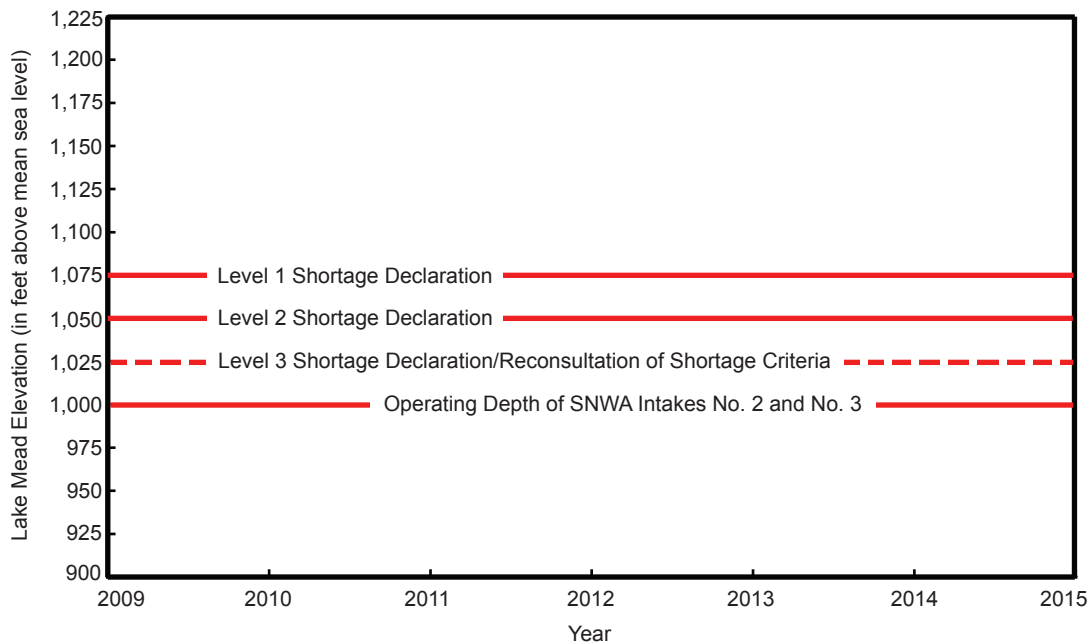 Lake Mead Elevation (in feet above mean sea level)
1,225
1,200
1,175
1,150
1,125
1,100
1,075
1,050
1,025
1,000
975
950
925
900
Level 1 Shortage Declaration
Level 2 Shortage Declaration
Level 3 Shortage Declaration/Reconsultation of Shortage Criteria
Operating Depth of SNWA Intakes No. 2 and No. 3
2009 2010 2011 2012 2013 2014 2015
Year